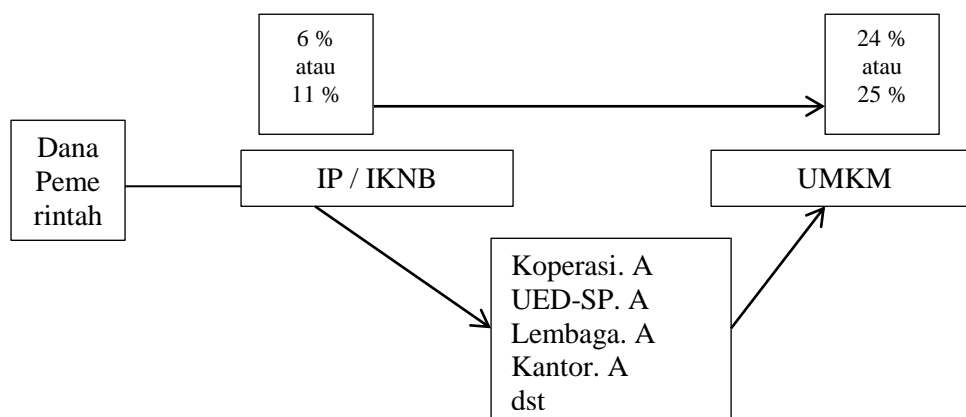 6 %
atau
11 %
24 %
atau
25 %
Dana
Peme
rintah
IP / IKNB
UMKM
Koperasi. A
UED-SP. A
Lembaga. A
Kantor. A
dst